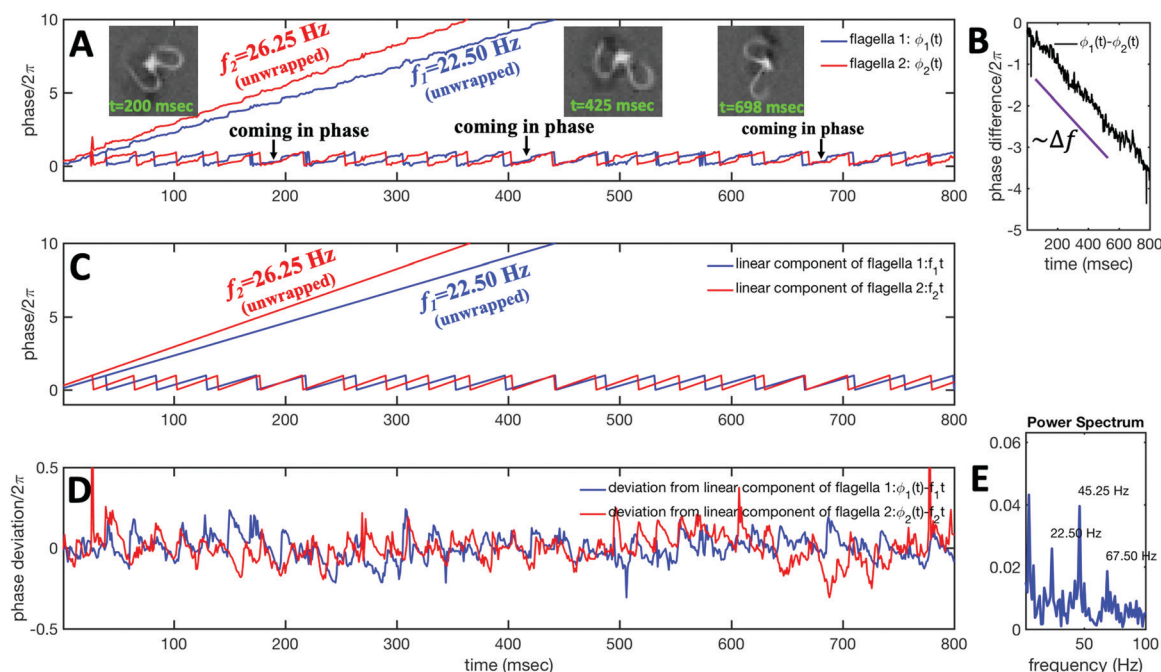 A
f₂=26.25 Hz
(unwrapped)
f₁=22.50 Hz
(unwrapped)
flagella 1: ϕ₁(t)
flagella 2: ϕ₂(t)
t=200 msec
t=425 msec
t=698 msec
coming in phase
coming in phase
coming in phase
phase/2π
10
5
0
100 200 300 400 500 600 700 800
B
ϕ₁(t)-ϕ₂(t)
~Δf
phase difference/2π
0
-1
-2
-3
-4
-5
200 400 600 800
time (msec)
C
f₂=26.25 Hz
(unwrapped)
f₁=22.50 Hz
(unwrapped)
linear component of flagella 1:f₁t
linear component of flagella 2:f₂t
phase/2π
10
5
0
100 200 300 400 500 600 700 800
D
deviation from linear component of flagella 1:ϕ₁(t)-f₁t
deviation from linear component of flagella 2:ϕ₂(t)-f₂t
phase deviation/2π
0.5
0
-0.5
100 200 300 400 500 600 700 800
time (msec)
Power Spectrum
E
0.06
0.04
0.02
0
45.25 Hz
22.50 Hz
67.50 Hz
50 100
frequency (Hz)